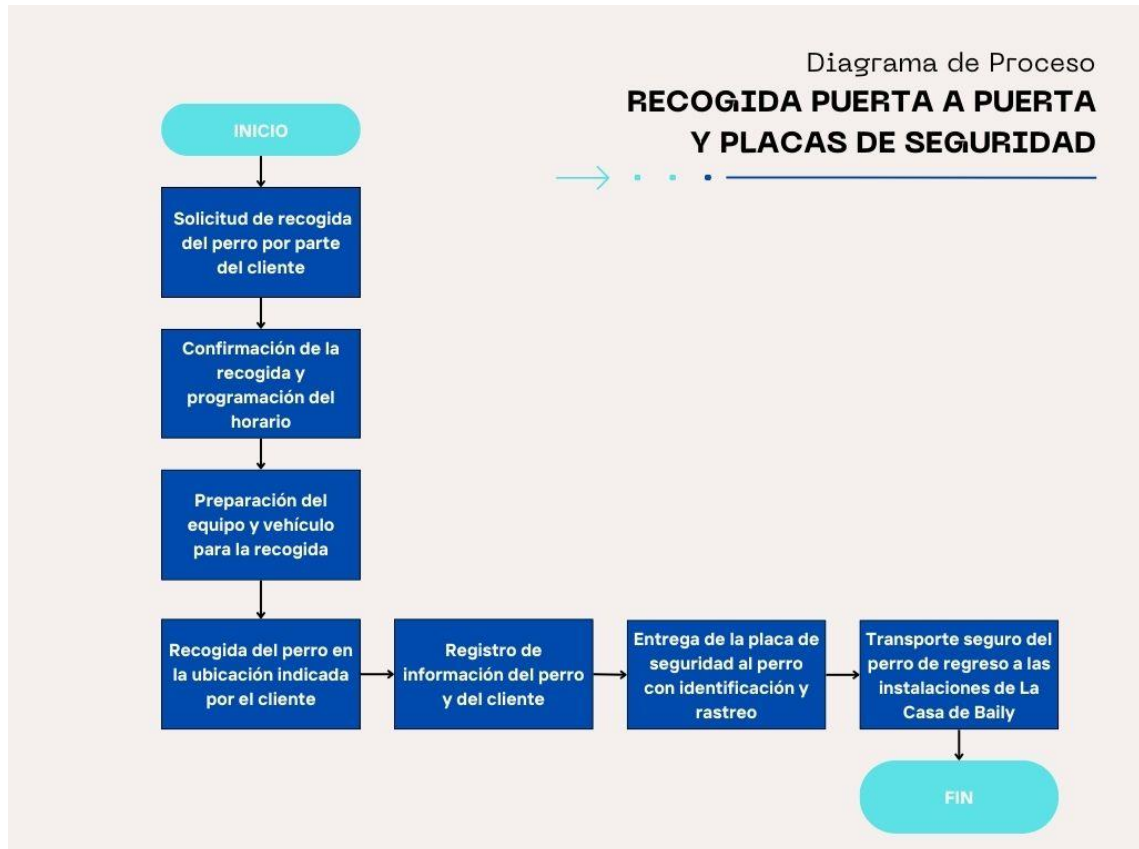 Diagrama de Proceso
RECOGIDA PUERTA A PUERTA
Y PLACAS DE SEGURIDAD
INICIO
Solicitud de recogida
del perro por parte
del cliente
Confirmación de la
recogida y
programación del
horario
Preparación del
equipo y vehículo
para la recogida
Recogida del perro en
la ubicación indicada
por el cliente
Registro de
información del perro
y del cliente
Entrega de la placa de
seguridad al perro
con identificación y
rastreo
Transporte seguro del
perro de regreso a las
instalaciones de La
Casa de Baily
FIN